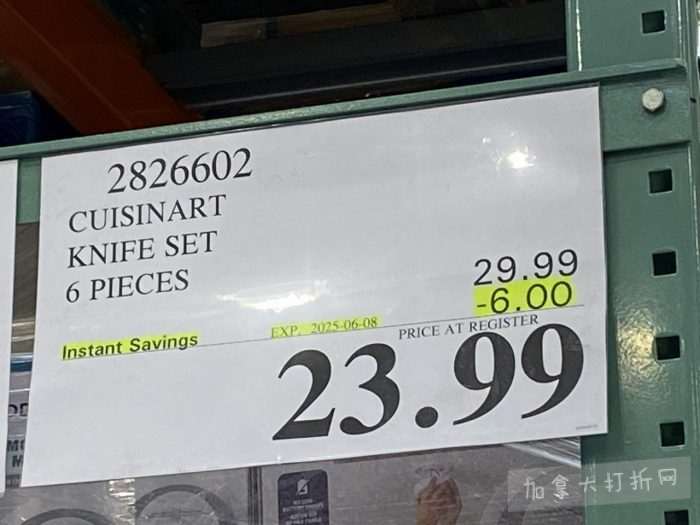 2826602
CUISINART
KNIFE SET
6 PIECES
29.99
-6.00
Instant Savings
EXP. 2025-06-08
PRICE AT REGISTER
23.99
加拿大打折网